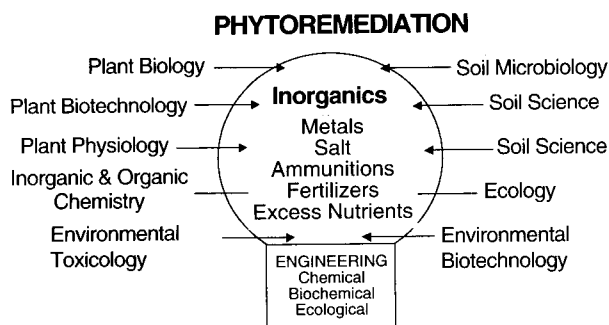 PHYTOREMEDIATION
Plant Biology
Plant Biotechnology
Plant Physiology
Inorganic & Organic
Chemistry
Environmental
Toxicology
Inorganics
Metals
Salt
Ammunitions
Fertilizers
Excess Nutrients
ENGINEERING
Chemical
Biochemical
Ecological
Soil Microbiology
Soil Science
Soil Science
Ecology
Environmental
Biotechnology